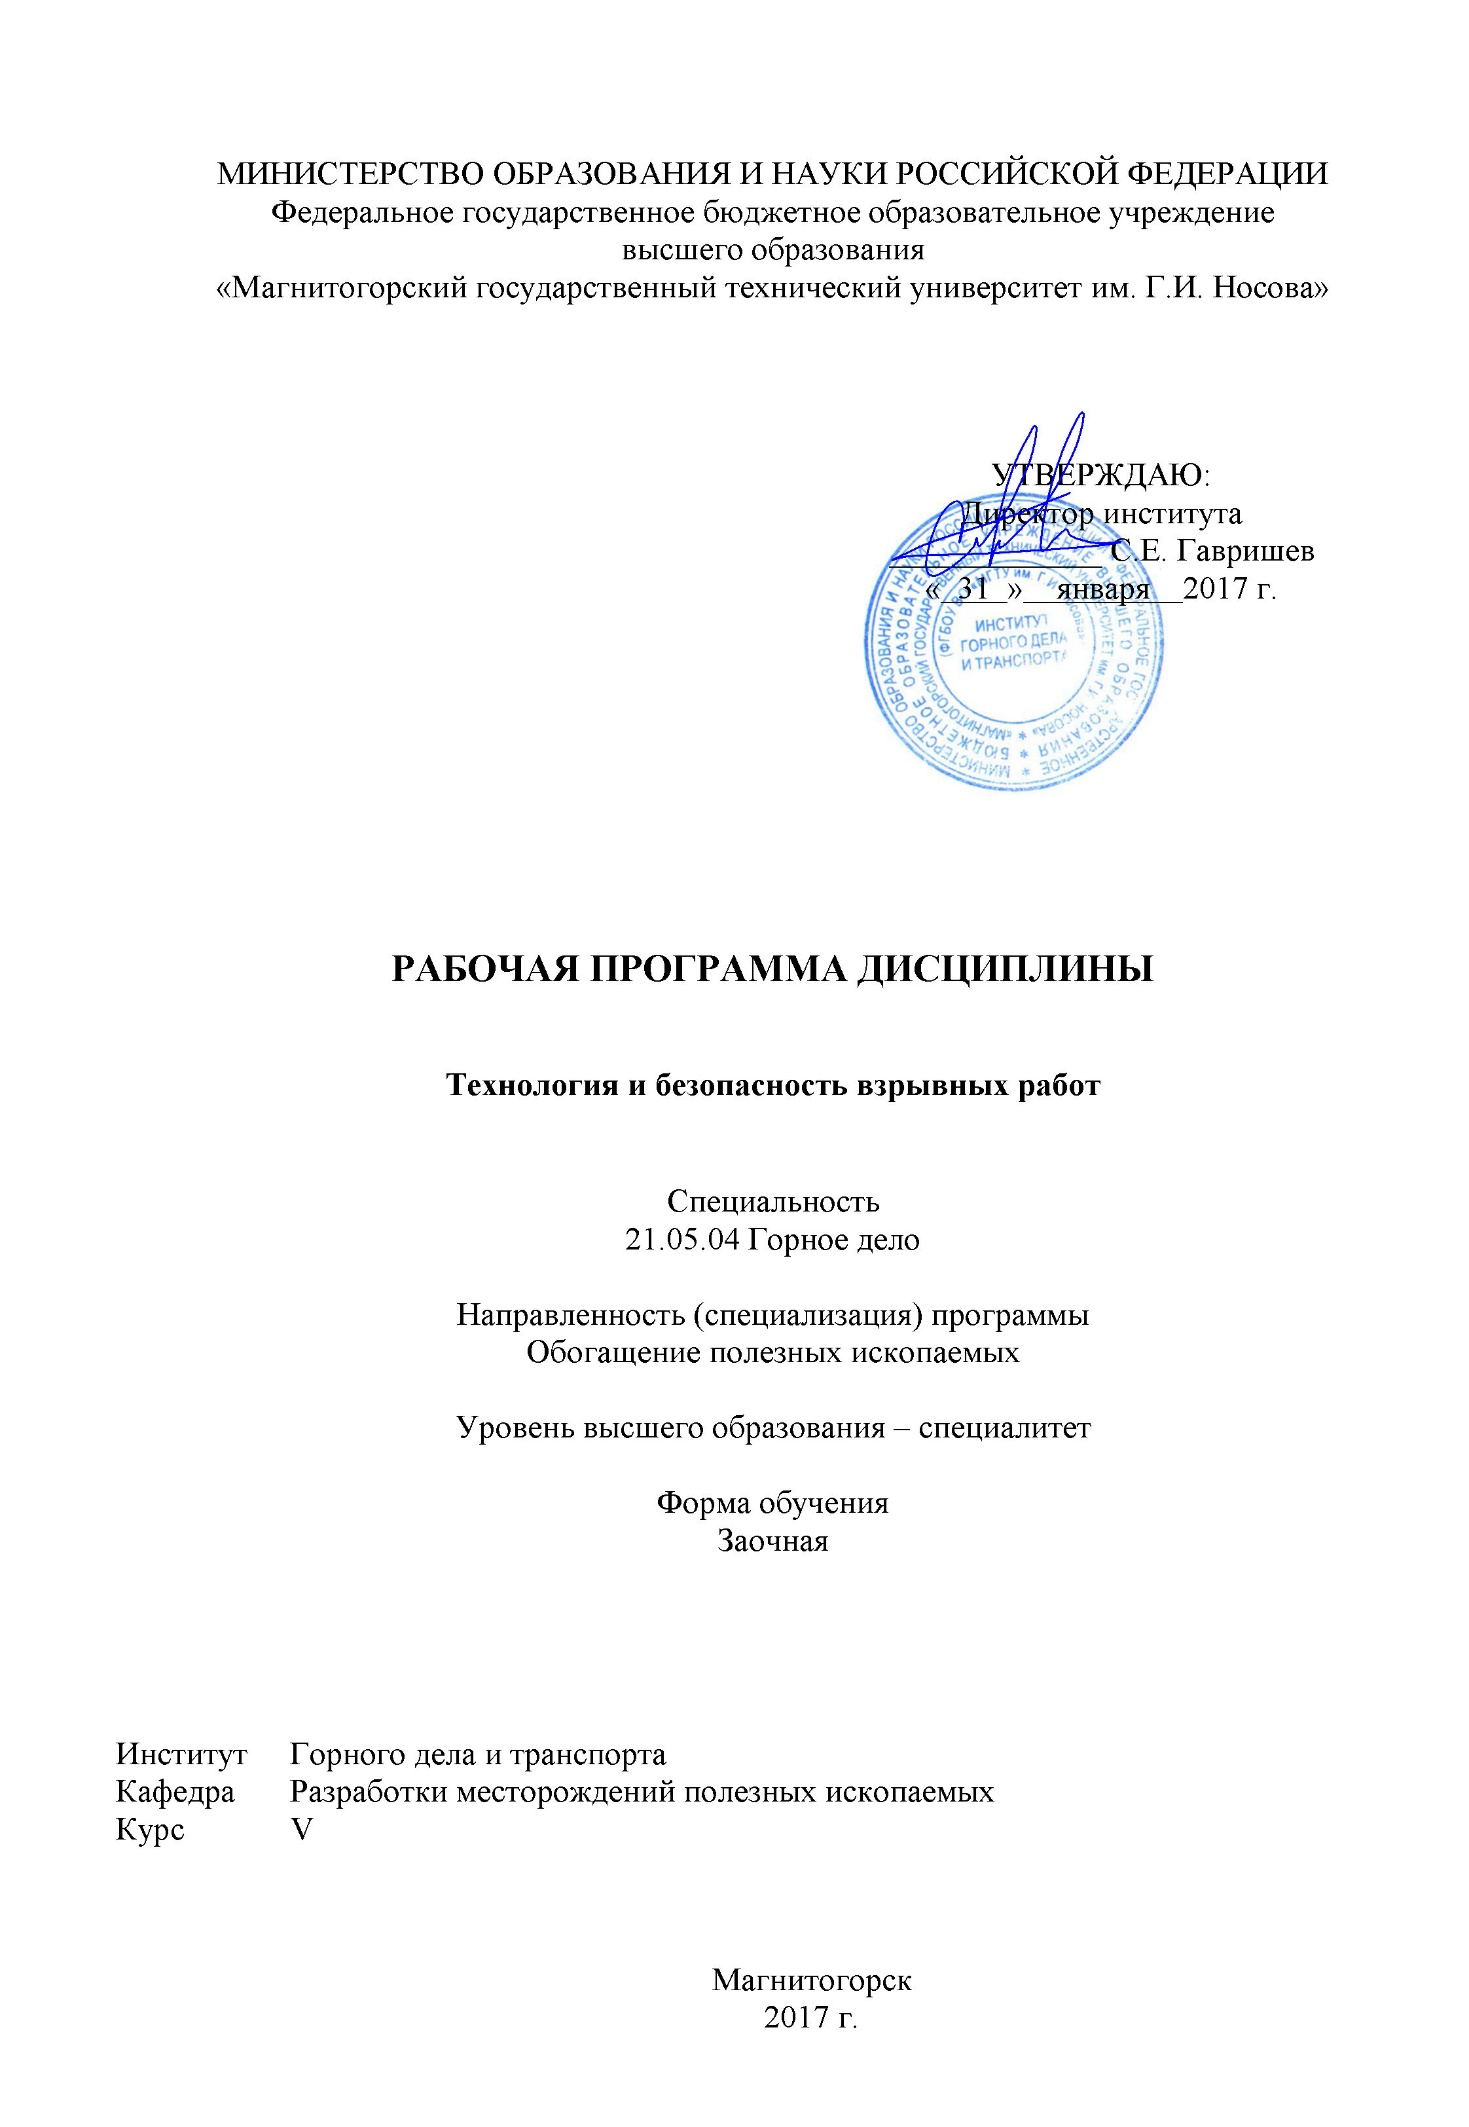 МИНИСТЕРСТВО ОБРАЗОВАНИЯ И НАУКИ РОССИЙСКОЙ ФЕДЕРАЦИИ
Федеральное государственное бюджетное образовательное учреждение
высшего образования
«Магнитогорский государственный технический университет им. Г.И. Носова»
УТВЕРЖДАЮ:
Директор института
С.Е. Гавришев
«_31_»__января__2017 г.
ИНСТИТУТ
ГОРНОГО ДЕЛА
И ТРАНСПОРТА
РАБОЧАЯ ПРОГРАММА ДИСЦИПЛИНЫ
Технология и безопасность взрывных работ
Специальность
21.05.04 Горное дело
Направленность (специализация) программы
Обогащение полезных ископаемых
Уровень высшего образования – специалитет
Форма обучения
Заочная
Институт Горного дела и транспорта
Кафедра Разработки месторождений полезных ископаемых
Курс V
Магнитогорск
2017 г.